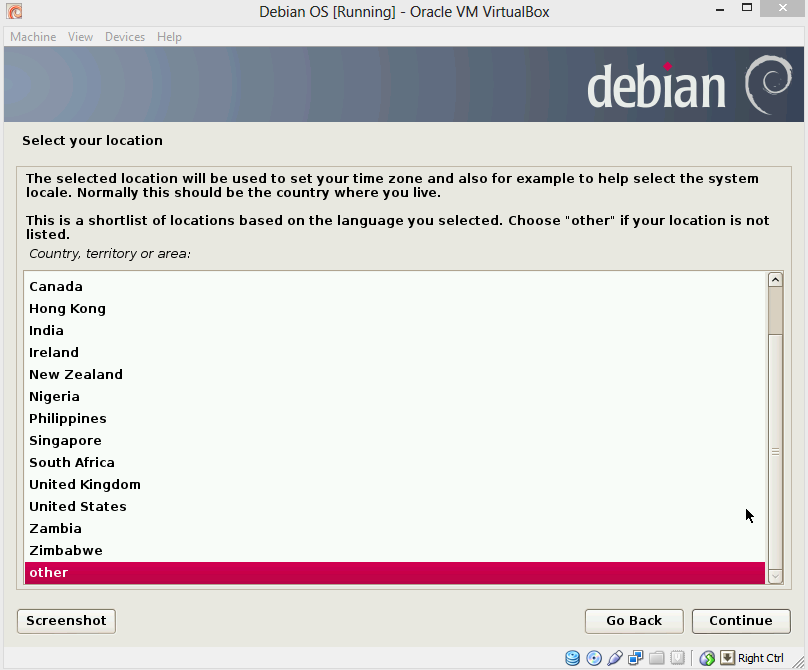 Debian OS [Running] - Oracle VM VirtualBox
Machine View Devices Help
debian
Select your location
The selected location will be used to set your time zone and also for example to help select the system
locale. Normally this should be the country where you live.
This is a shortlist of locations based on the language you selected. Choose "other" if your location is not
listed.
Country, territory or area:
Canada
Hong Kong
India
Ireland
New Zealand
Nigeria
Philippines
Singapore
South Africa
United Kingdom
United States
Zambia
Zimbabwe
other
Screenshot Go Back Continue
Right Ctrl